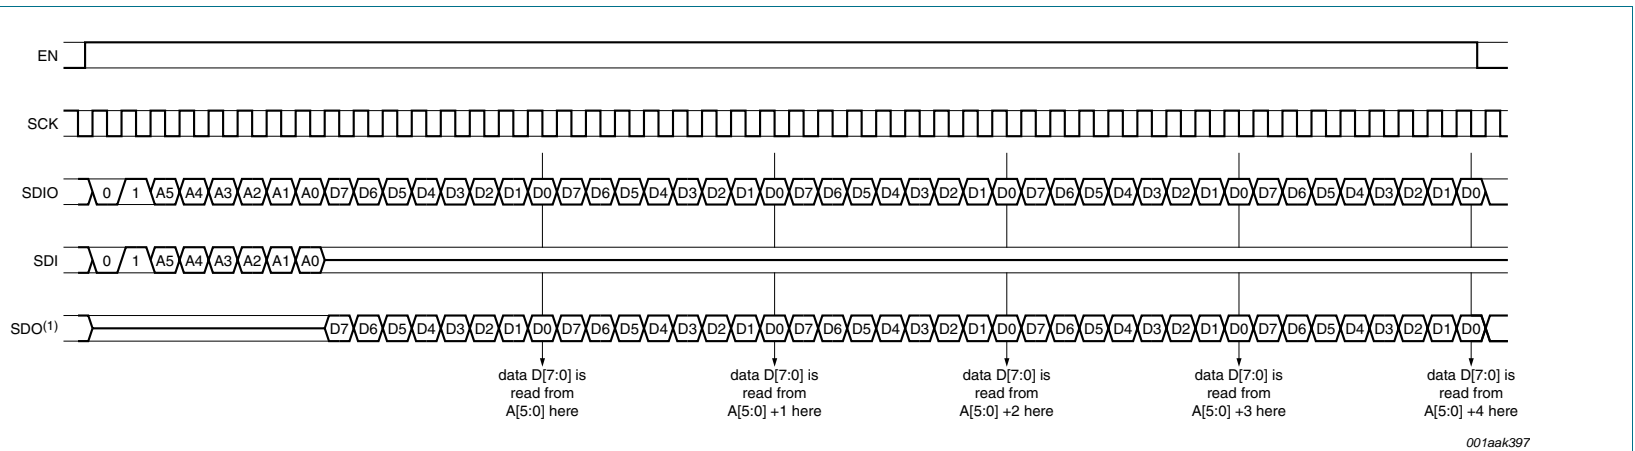 EN
SCK
SDIO 0 1 A5 A4 A3 A2 A1 A0 D7 D6 D5 D4 D3 D2 D1 D0 D7 D6 D5 D4 D3 D2 D1 D0 D7 D6 D5 D4 D3 D2 D1 D0 D7 D6 D5 D4 D3 D2 D1 D0 D7 D6 D5 D4 D3 D2 D1 D0
SDI 0 1 A5 A4 A3 A2 A1 A0
SDO(1) D7 D6 D5 D4 D3 D2 D1 D0 D7 D6 D5 D4 D3 D2 D1 D0 D7 D6 D5 D4 D3 D2 D1 D0 D7 D6 D5 D4 D3 D2 D1 D0 D7 D6 D5 D4 D3 D2 D1 D0
data D[7:0] is
read from
A[5:0] here
data D[7:0] is
read from
A[5:0] +1 here
data D[7:0] is
read from
A[5:0] +2 here
data D[7:0] is
read from
A[5:0] +3 here
data D[7:0] is
read from
A[5:0] +4 here
001aak397